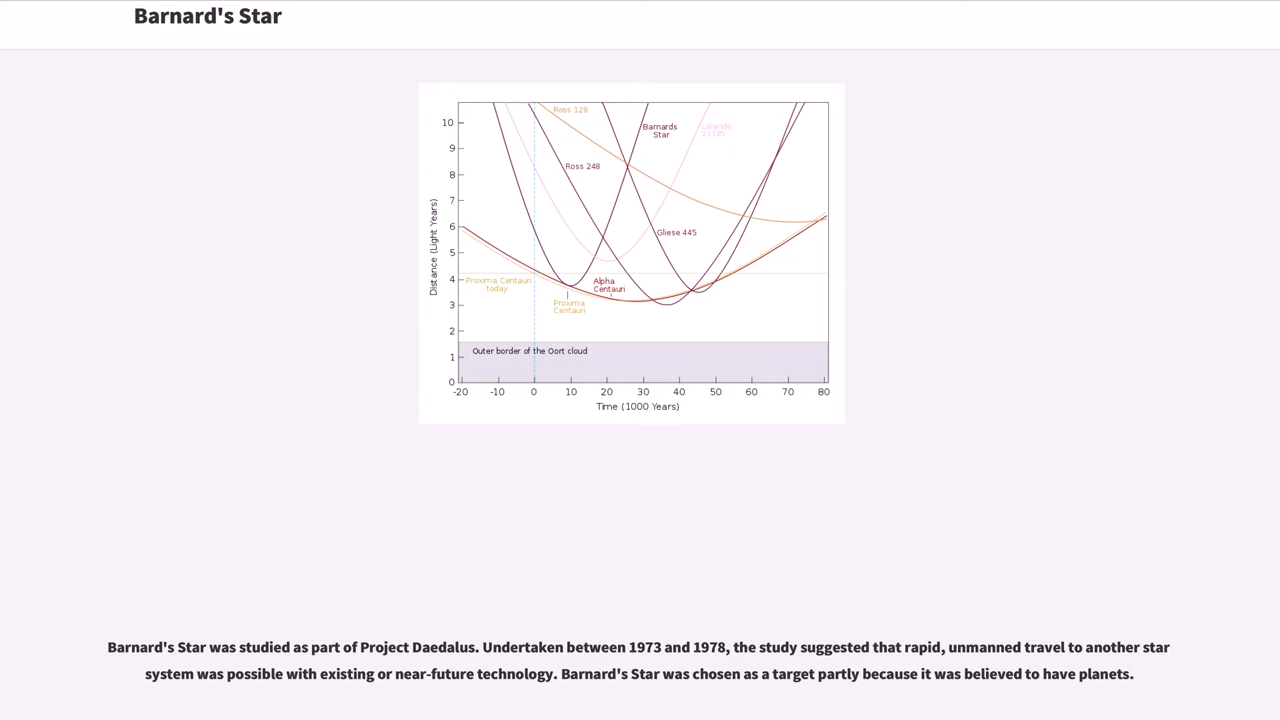 Barnard's Star
Ross 128
Barnards
Star
Lalande
21185
Ross 248
Gliese 445
Proxima Centauri
today
Alpha
Centauri
Proxima
Centauri
Outer border of the Oort cloud
Distance (Light Years)
10
9
8
7
6
5
4
3
2
1
0
-20 -10 0 10 20 30 40 50 60 70 80
Time (1000 Years)
Barnard's Star was studied as part of Project Daedalus. Undertaken between 1973 and 1978, the study suggested that rapid, unmanned travel to another star
system was possible with existing or near-future technology. Barnard's Star was chosen as a target partly because it was believed to have planets.